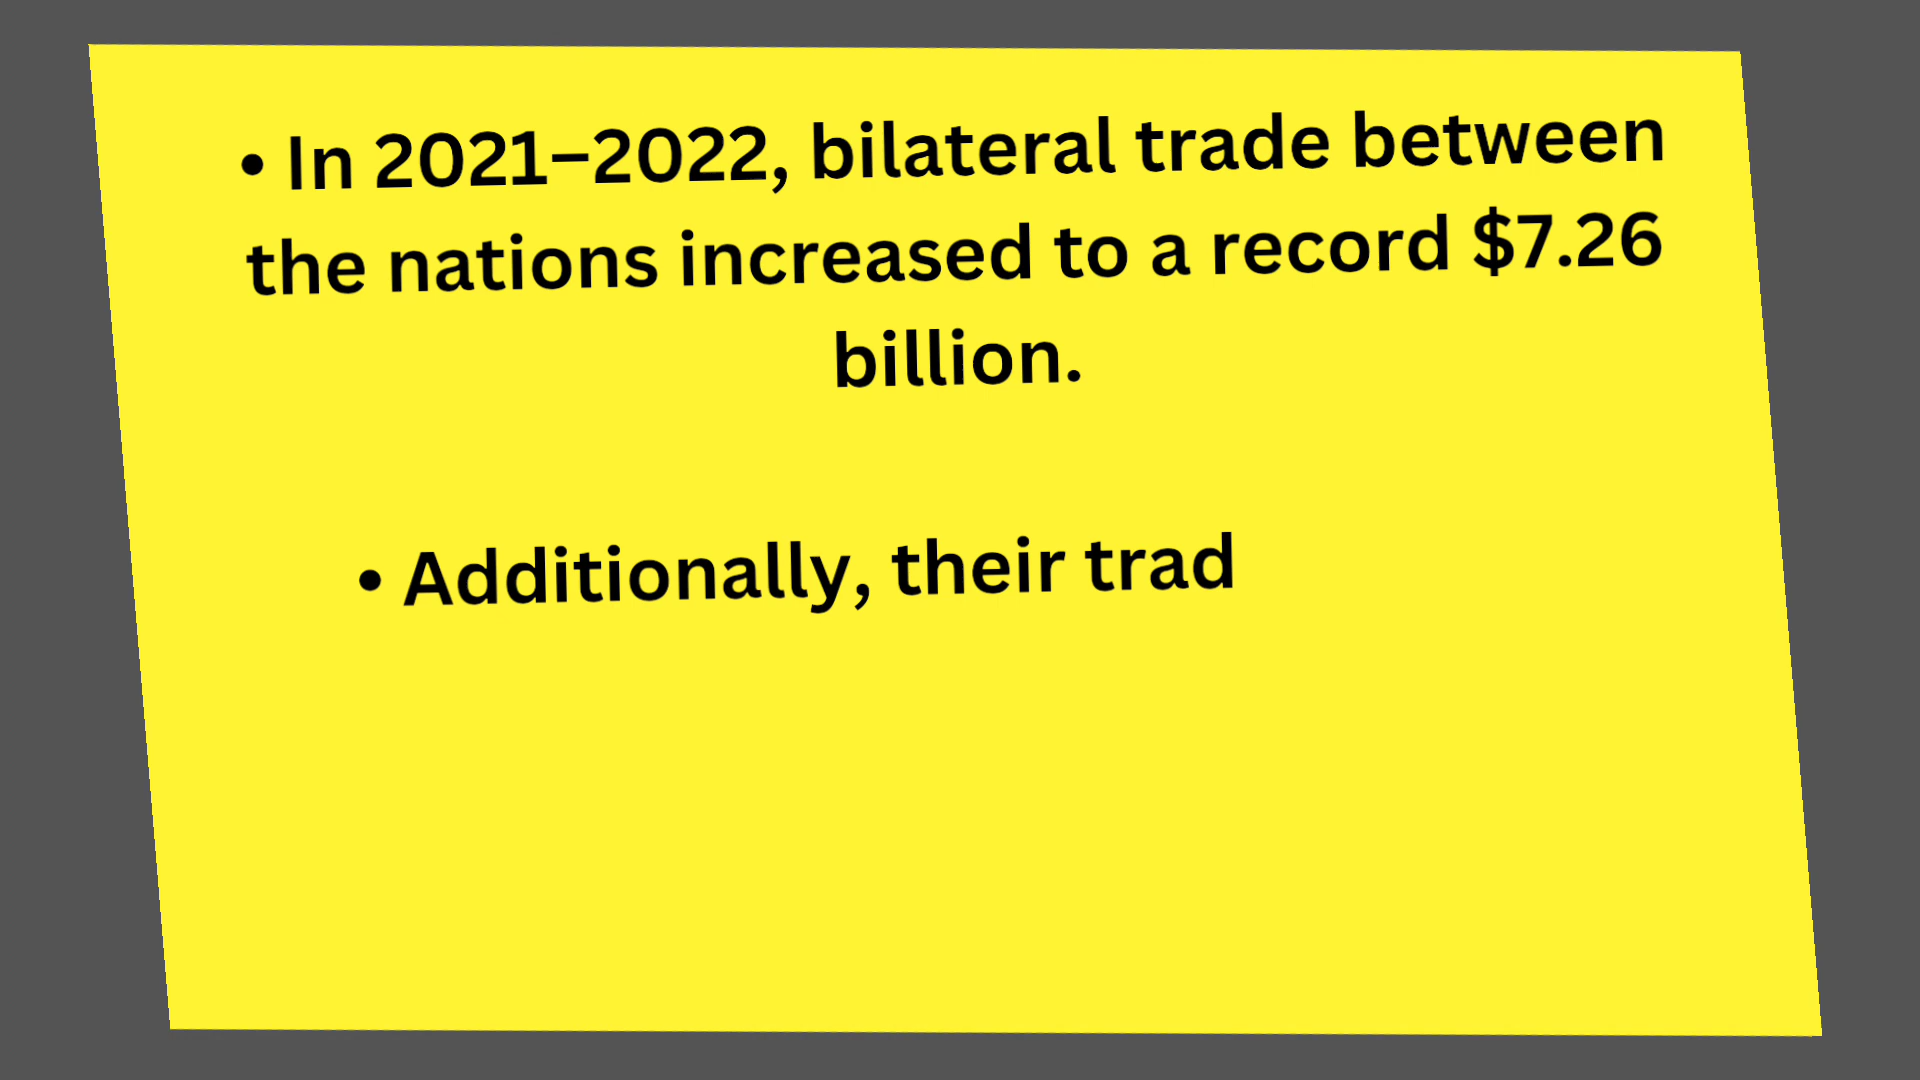 • In 2021–2022, bilateral trade between
the nations increased to a record $7.26
billion.
• Additionally, their trad